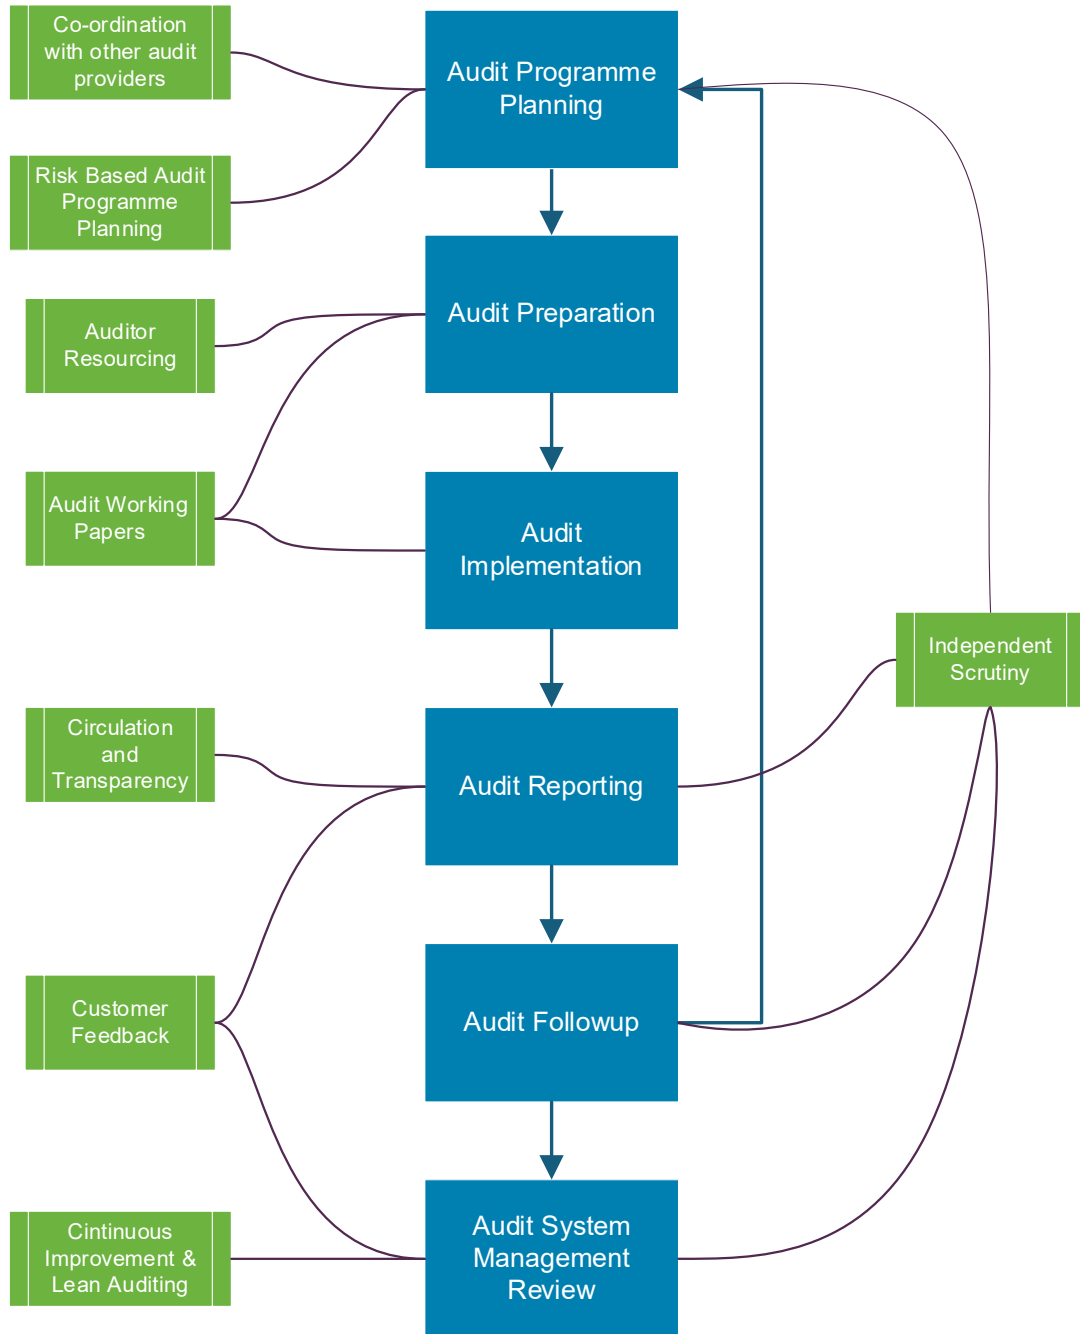 Co-ordination
with other audit
providers
Audit Programme
Planning
Risk Based Audit
Programme
Planning
Auditor
Resourcing
Audit Preparation
Audit Working
Papers
Audit
Implementation
Independent
Scrutiny
Circulation
and
Transparency
Audit Reporting
Customer
Feedback
Audit Followup
Cintinuous
Improvement &
Lean Auditing
Audit System
Management
Review